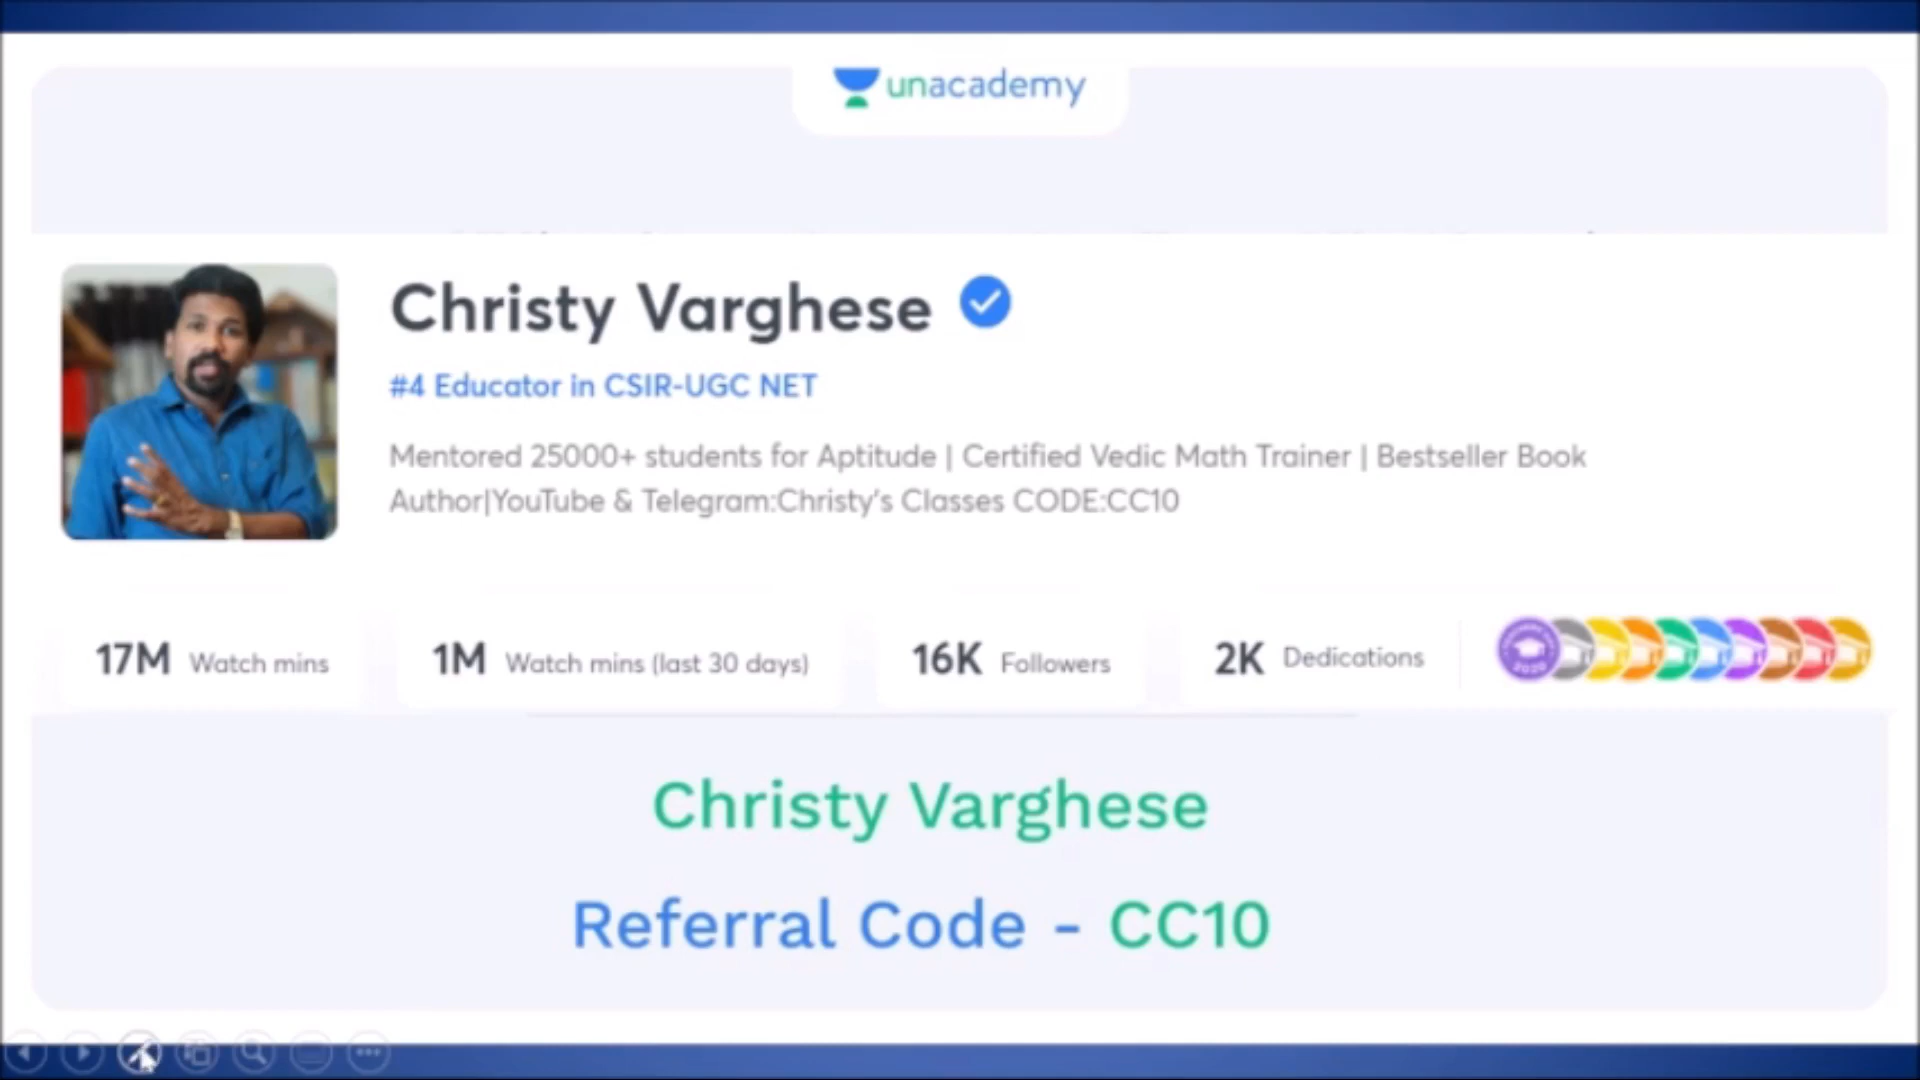 unacademy
Christy Varghese
#4 Educator in CSIR-UGC NET
Mentored 25000+ students for Aptitude | Certified Vedic Math Trainer | Bestseller Book
Author|YouTube & Telegram:Christy's Classes CODE:CC10
17M Watch mins 1M Watch mins (last 30 days) 16K Followers 2K Dedications
2020
Christy Varghese
Referral Code - CC10